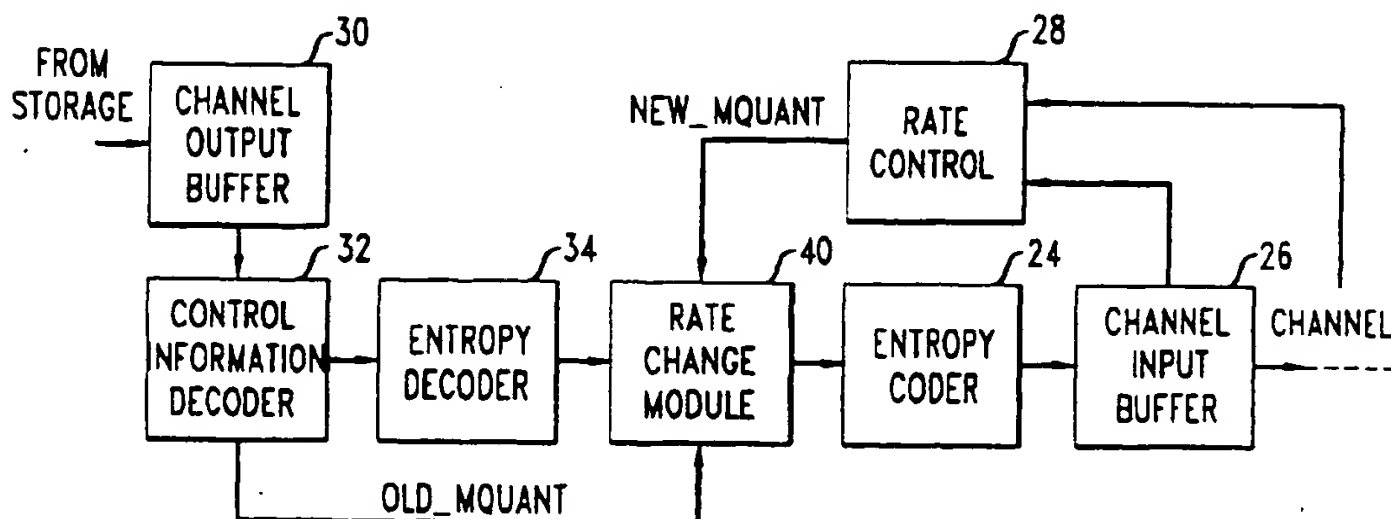 FROM
STORAGE
30
CHANNEL
OUTPUT
BUFFER
28
RATE
CONTROL
NEW_MQUANT
32
CONTROL
INFORMATION
DECODER
34
ENTROPY
DECODER
40
RATE
CHANGE
MODULE
24
ENTROPY
CODER
26
CHANNEL
INPUT
BUFFER
CHANNEL
OLD_MQUANT